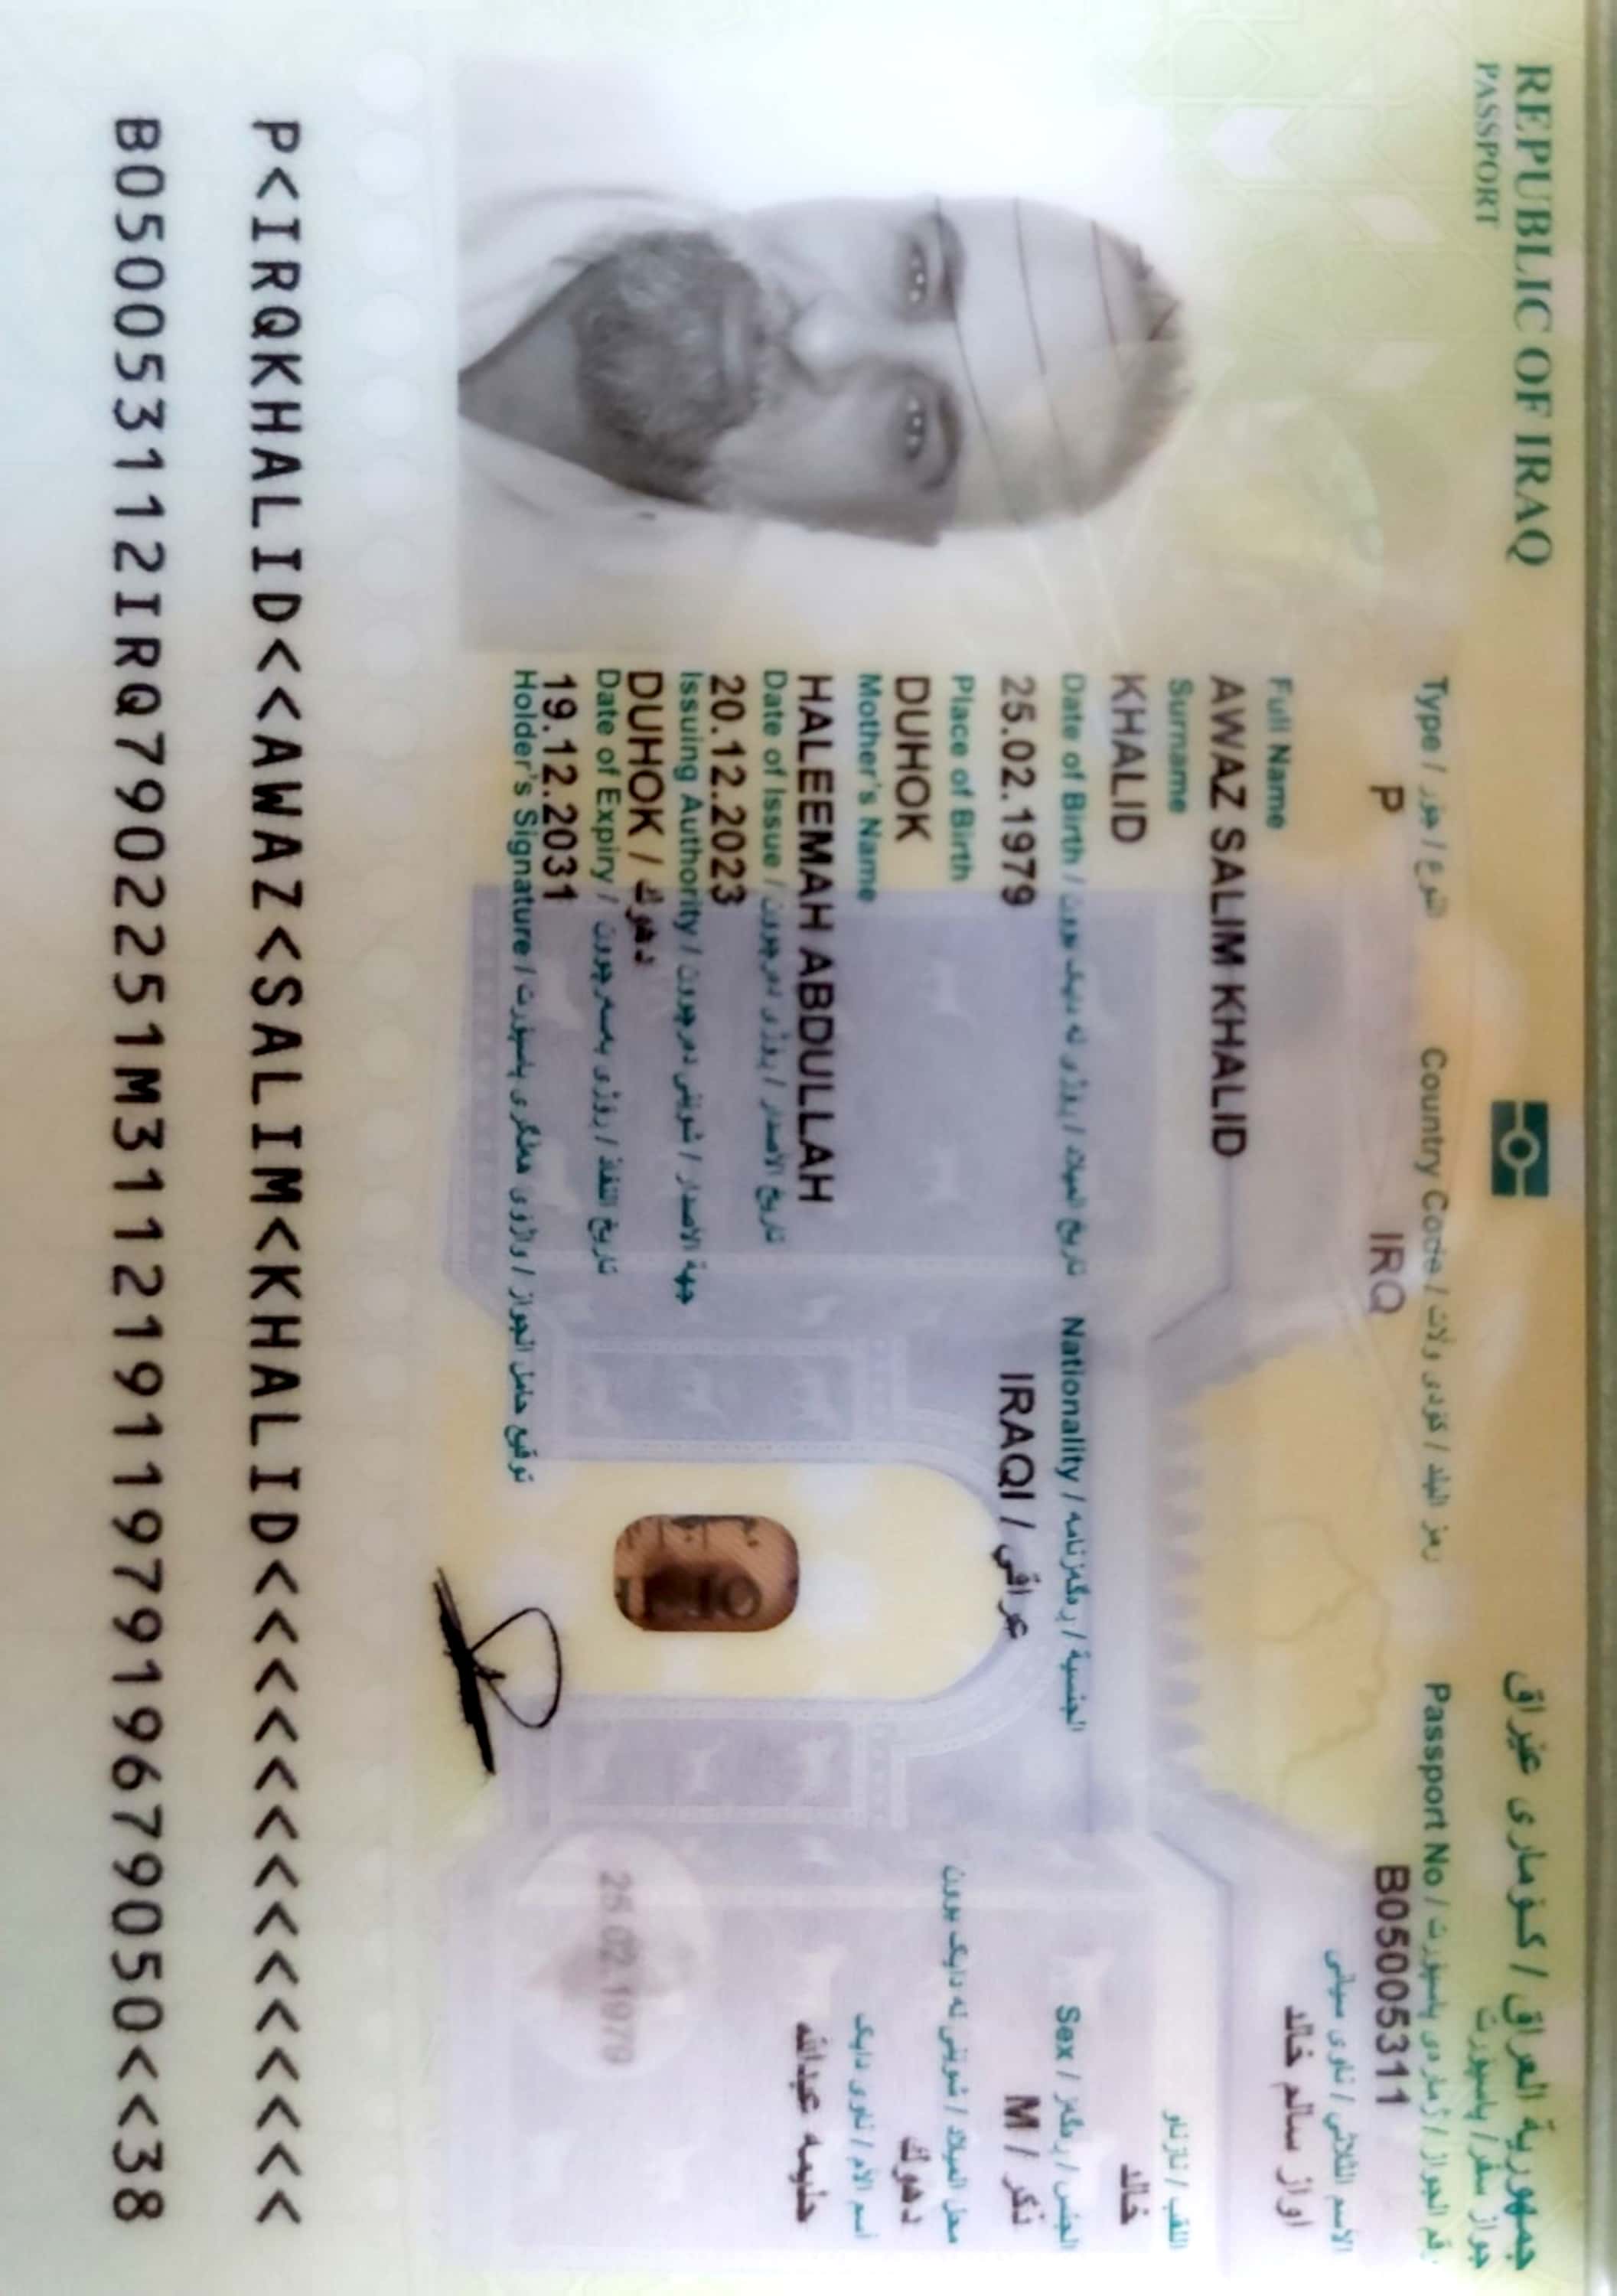 REPUBLIC OF IRAQ
جمهورية العراق / كـۆماری عێراق
PASSPORT
جواز سفر / پاسپۆرت
Type / النوع / جۆر
Country Code / رمز البلد / كۆدی وڵات
Passport No / رقم الجواز / ژمارەی پاسپۆرت
P
IRQ
B05005311
الأسم الثلاثي / ناوی سیانی
اواز سالم خالد
Full Name
AWAZ SALIM KHALID
Surname
اللقب / نازناو
KHALID
خالد
Date of Birth / تاريخ الميلاد / رۆژی له دایک بوون
Nationality / الجنسية / رەگەزنامه
Sex / الجنس / رەگەز
25.02.1979
IRAQI / عراقي
M / ذكر
Place of Birth
محل الميلاد / شوێنی له دایک بوون
DUHOK
دهوك
Mother's Name
أسم الأم / ناوی دایک
HALEEMAH ABDULLAH
حليمه عبدالله
Date of Issue / تاريخ الأصدار / رۆژی دەرچوون
20.12.2023
Issuing Authority / جهة الأصدار / شوێنی دەرچوون
DUHOK / دهوك
25.02.1979
Date of Expiry / تاريخ النفاذ / رۆژی بەسەرچوون
19.12.2031
Holder's Signature / توقيع حامل الجواز / واژۆی هەڵگری پاسپۆرت
P<IRQKHALID<<AWAZ<SALIM<KHALID<<<<<<<<<<<<<<
B050053112IRQ7902251M3112191197919679050<<38